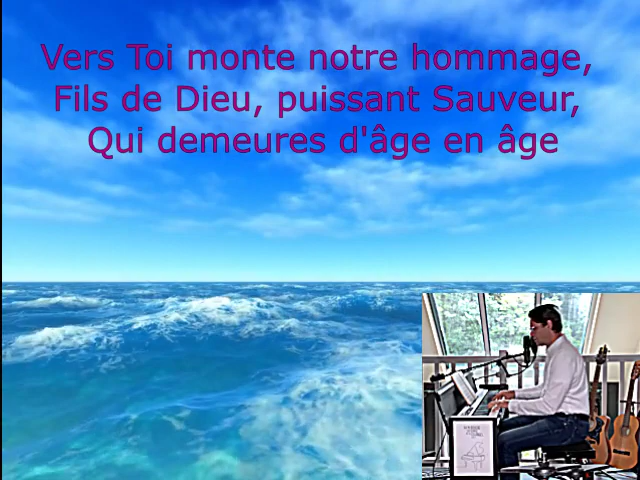 Vers Toi monte notre hommage,
Fils de Dieu, puissant Sauveur,
Qui demeures d'âge en âge